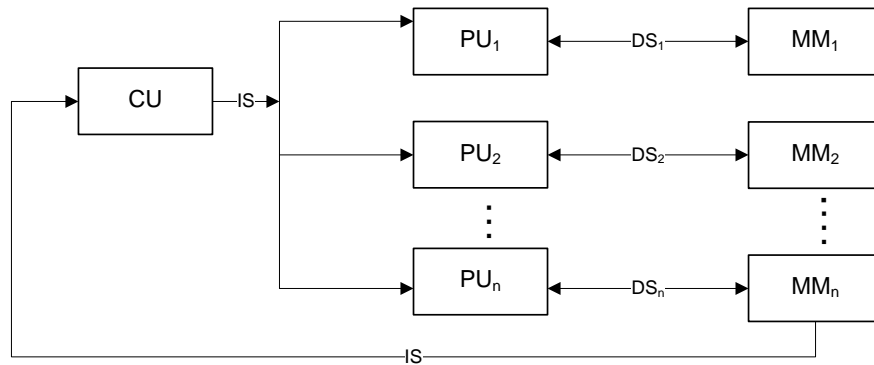 PU₁ DS₁ MM₁
CU IS
PU₂ DS₂ MM₂
PUₙ DSₙ MMₙ
IS